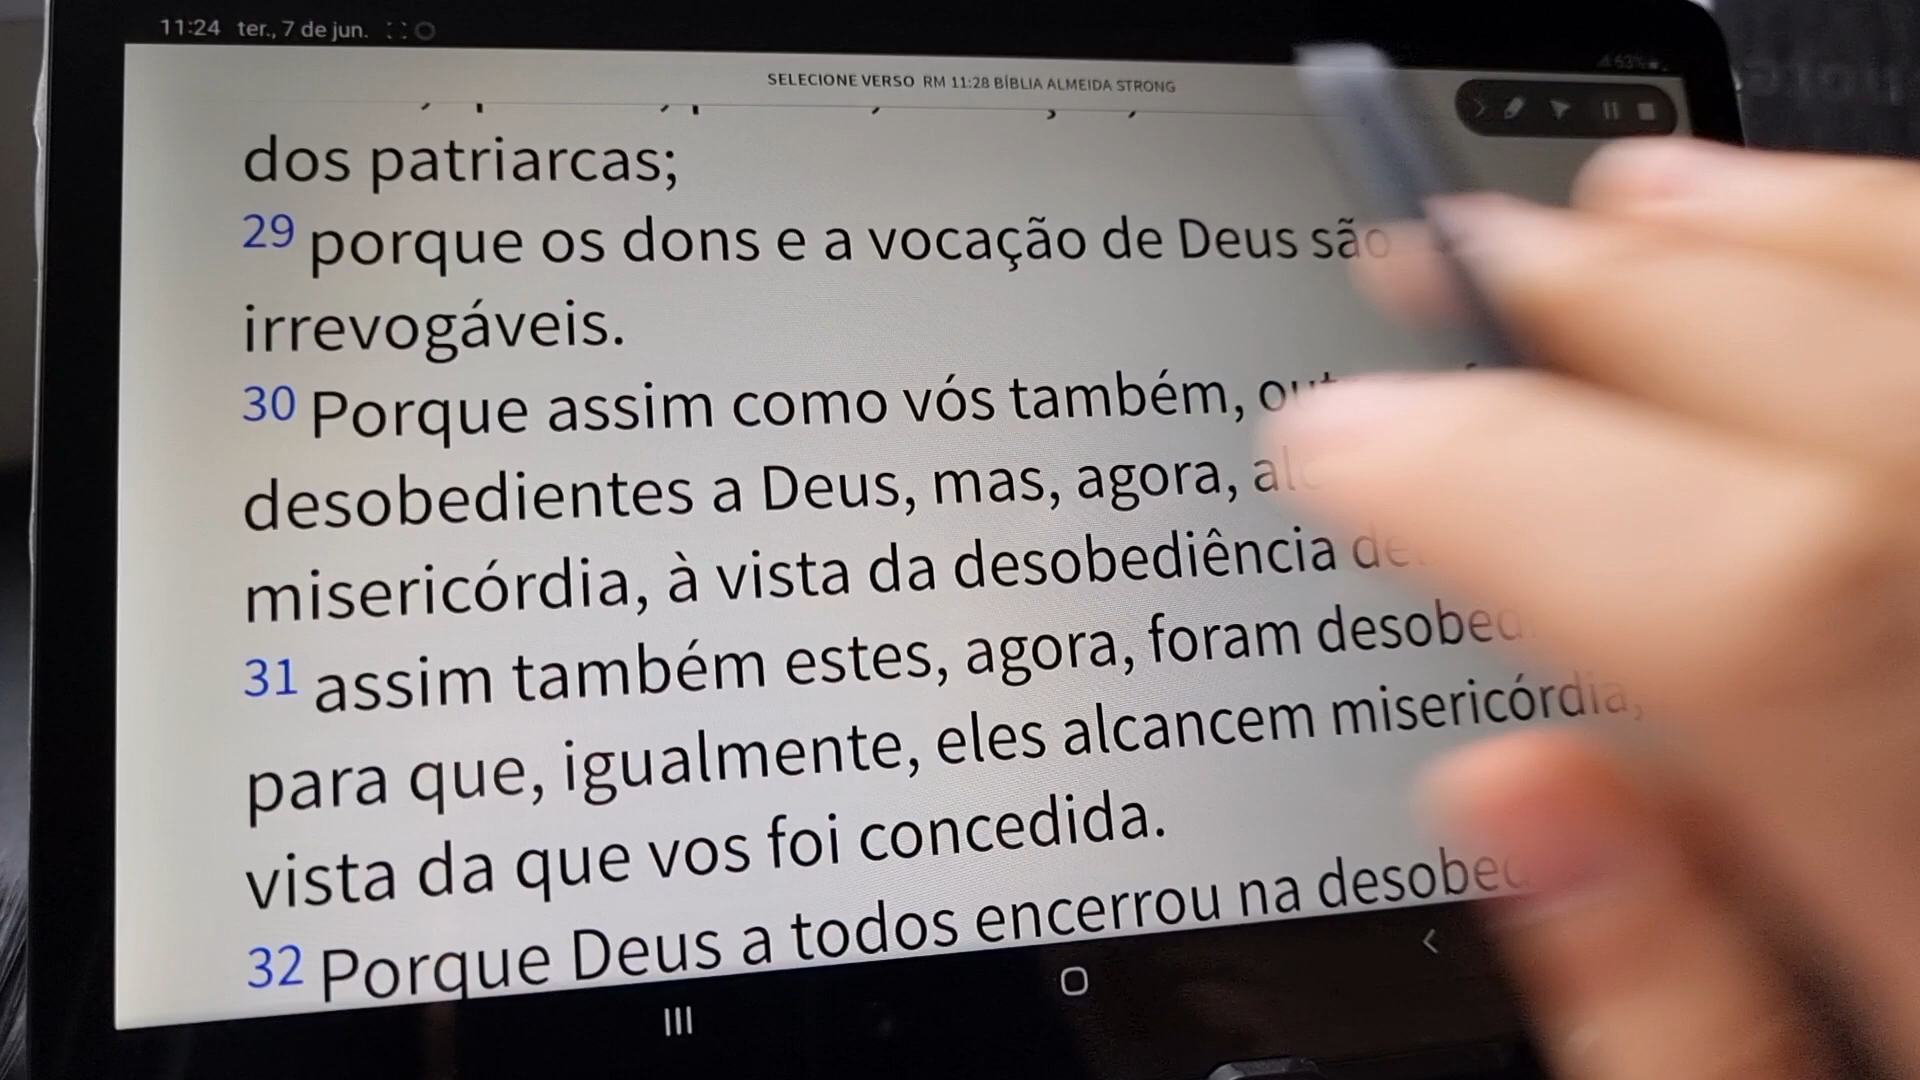 11:24 ter., 7 de jun.
63%
SELECIONE VERSO RM 11:28 BÍBLIA ALMEIDA STRONG
dos patriarcas;
29 porque os dons e a vocação de Deus são
irrevogáveis.
30 Porque assim como vós também,
desobedientes a Deus, mas, agora,
misericórdia, à vista da desobediência
31 assim também estes, agora, foram
para que, igualmente, eles alcancem misericórdia,
vista da que vos foi concedida.
32 Porque Deus a todos encerrou na